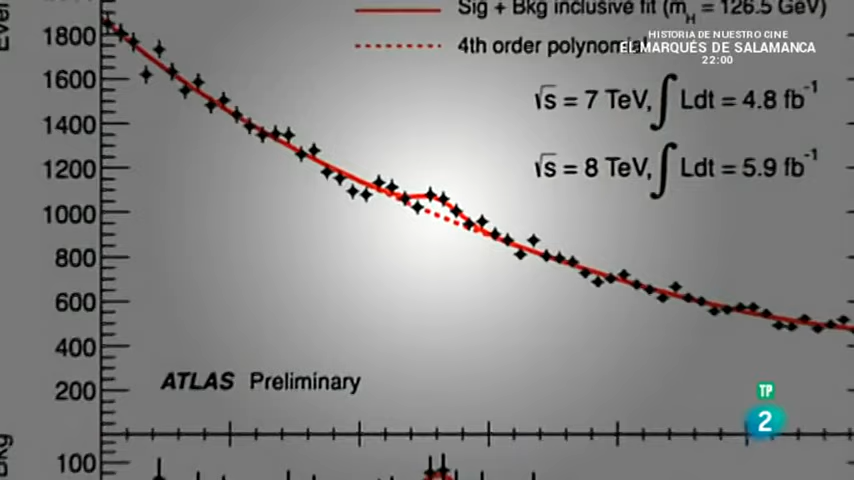 Sig + Bkg inclusive fit (m_H = 126.5 GeV)
4th order polynomial
HISTORIA DE NUESTRO CINE
EL MARQUÉS DE SALAMANCA
22:00
√s = 7 TeV, ∫ Ldt = 4.8 fb⁻¹
√s = 8 TeV, ∫ Ldt = 5.9 fb⁻¹
1800
1600
1400
1200
1000
800
600
400
200
ATLAS Preliminary
TP
2
100
Bkg